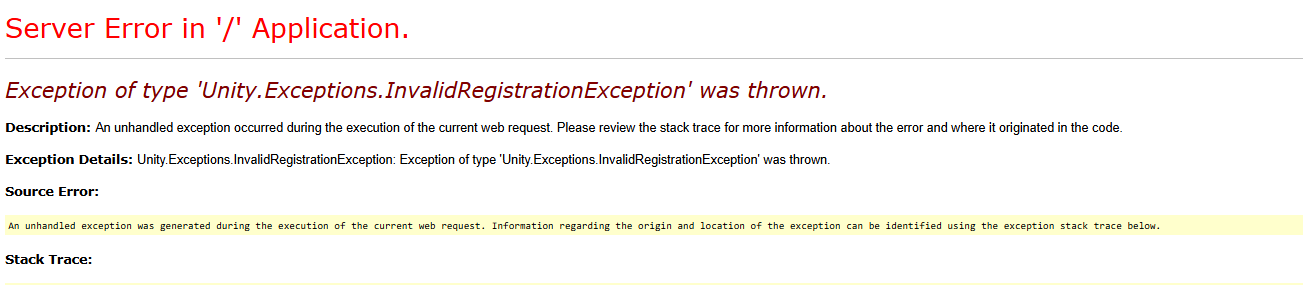 Server Error in '/' Application.
Exception of type 'Unity.Exceptions.InvalidRegistrationException' was thrown.
Description: An unhandled exception occurred during the execution of the current web request. Please review the stack trace for more information about the error and where it originated in the code.
Exception Details: Unity.Exceptions.InvalidRegistrationException: Exception of type 'Unity.Exceptions.InvalidRegistrationException' was thrown.
Source Error:
An unhandled exception was generated during the execution of the current web request. Information regarding the origin and location of the exception can be identified using the exception stack trace below.
Stack Trace: